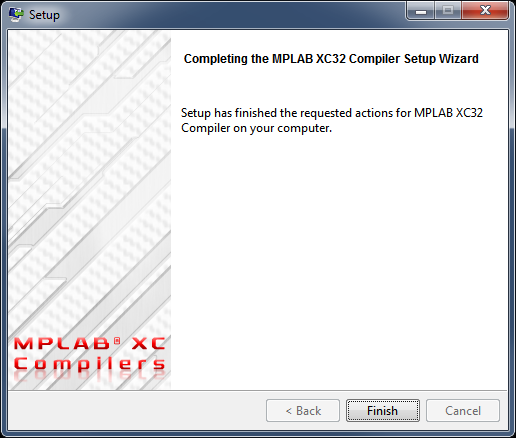 Setup
Completing the MPLAB XC32 Compiler Setup Wizard
Setup has finished the requested actions for MPLAB XC32
Compiler on your computer.
MPLAB® XC
Compilers
< Back
Finish
Cancel